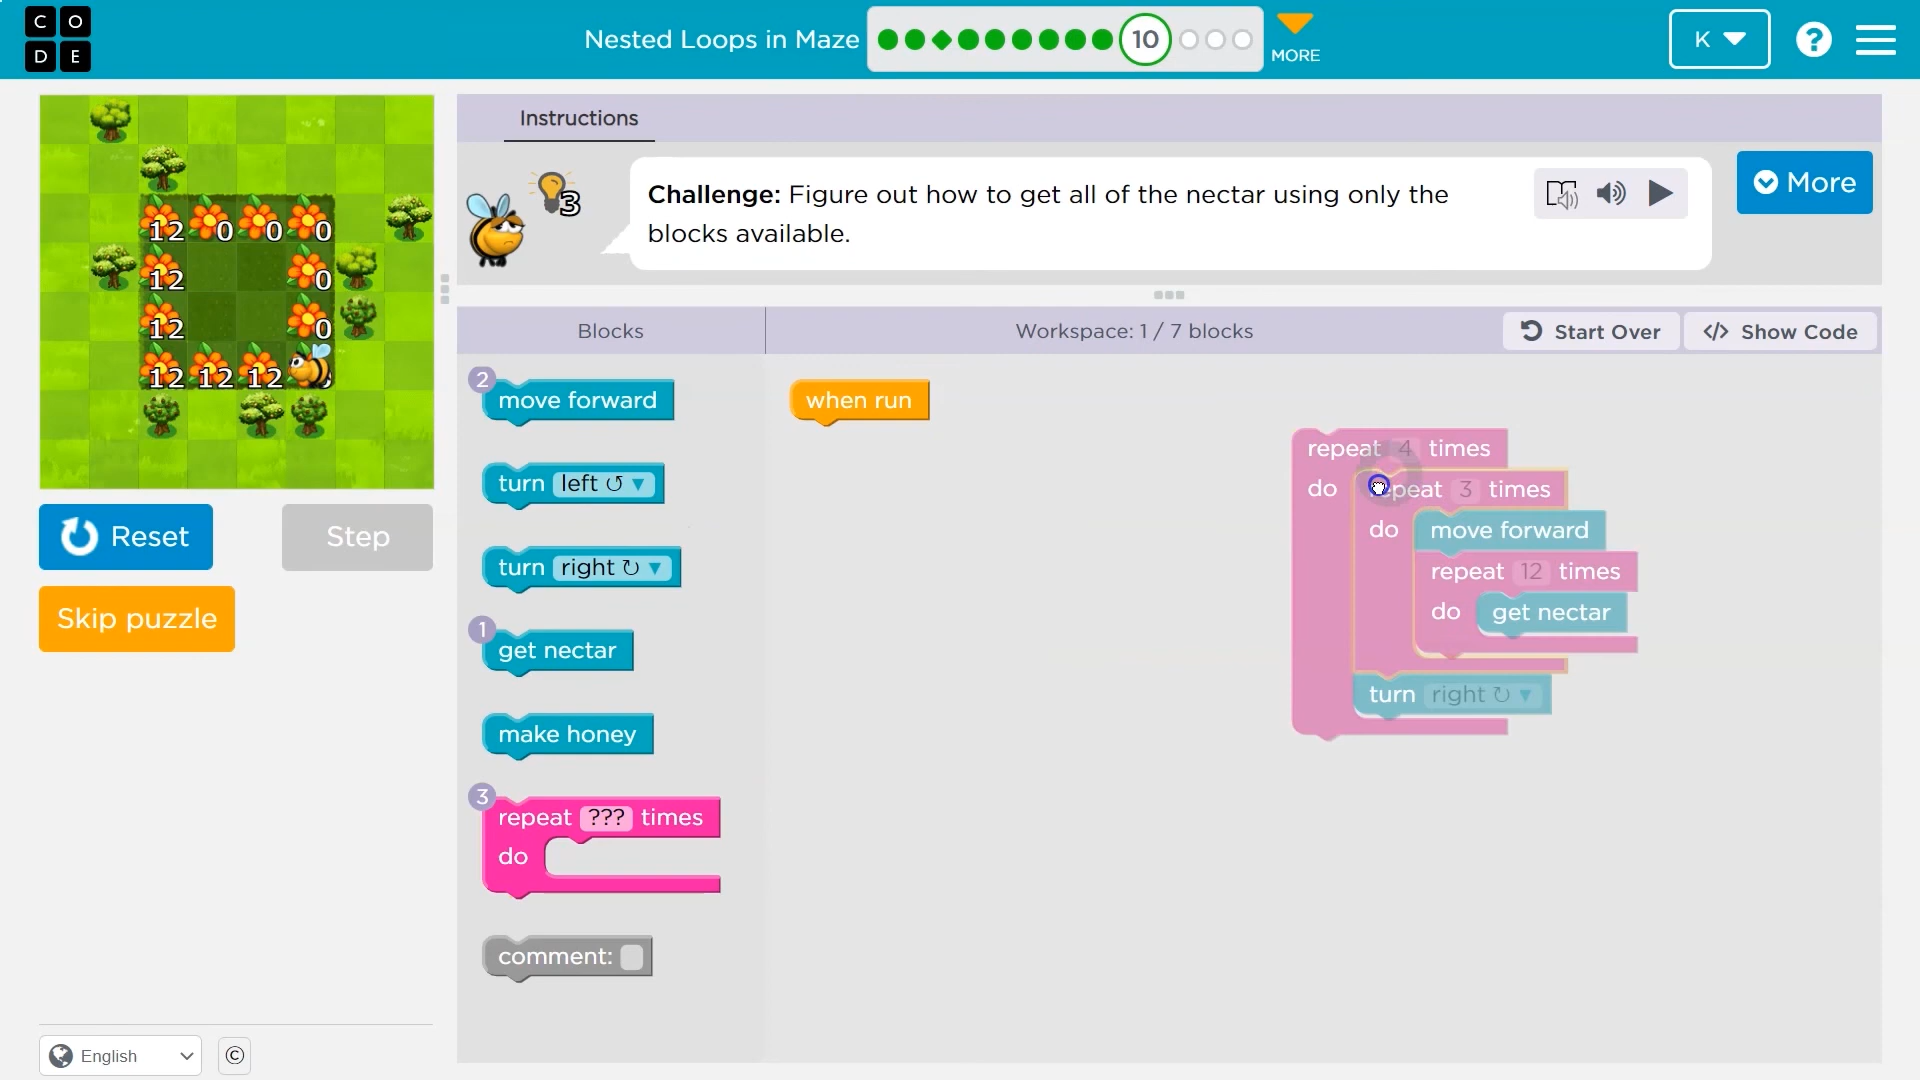 C O
D E
Nested Loops in Maze
10
MORE
K
?
Instructions
3
Challenge: Figure out how to get all of the nectar using only the
blocks available.
More
12 0 0 0
12 0
12 0
12 12 12
Blocks
Workspace: 1 / 7 blocks
Start Over
</> Show Code
Reset
Step
Skip puzzle
2
move forward
turn left ↺ ▼
turn right ↻ ▼
1
get nectar
make honey
3
repeat ??? times
do
comment:
when run
repeat 4 times
do repeat 3 times
do move forward
repeat 12 times
do get nectar
turn right ↻ ▼
English
©